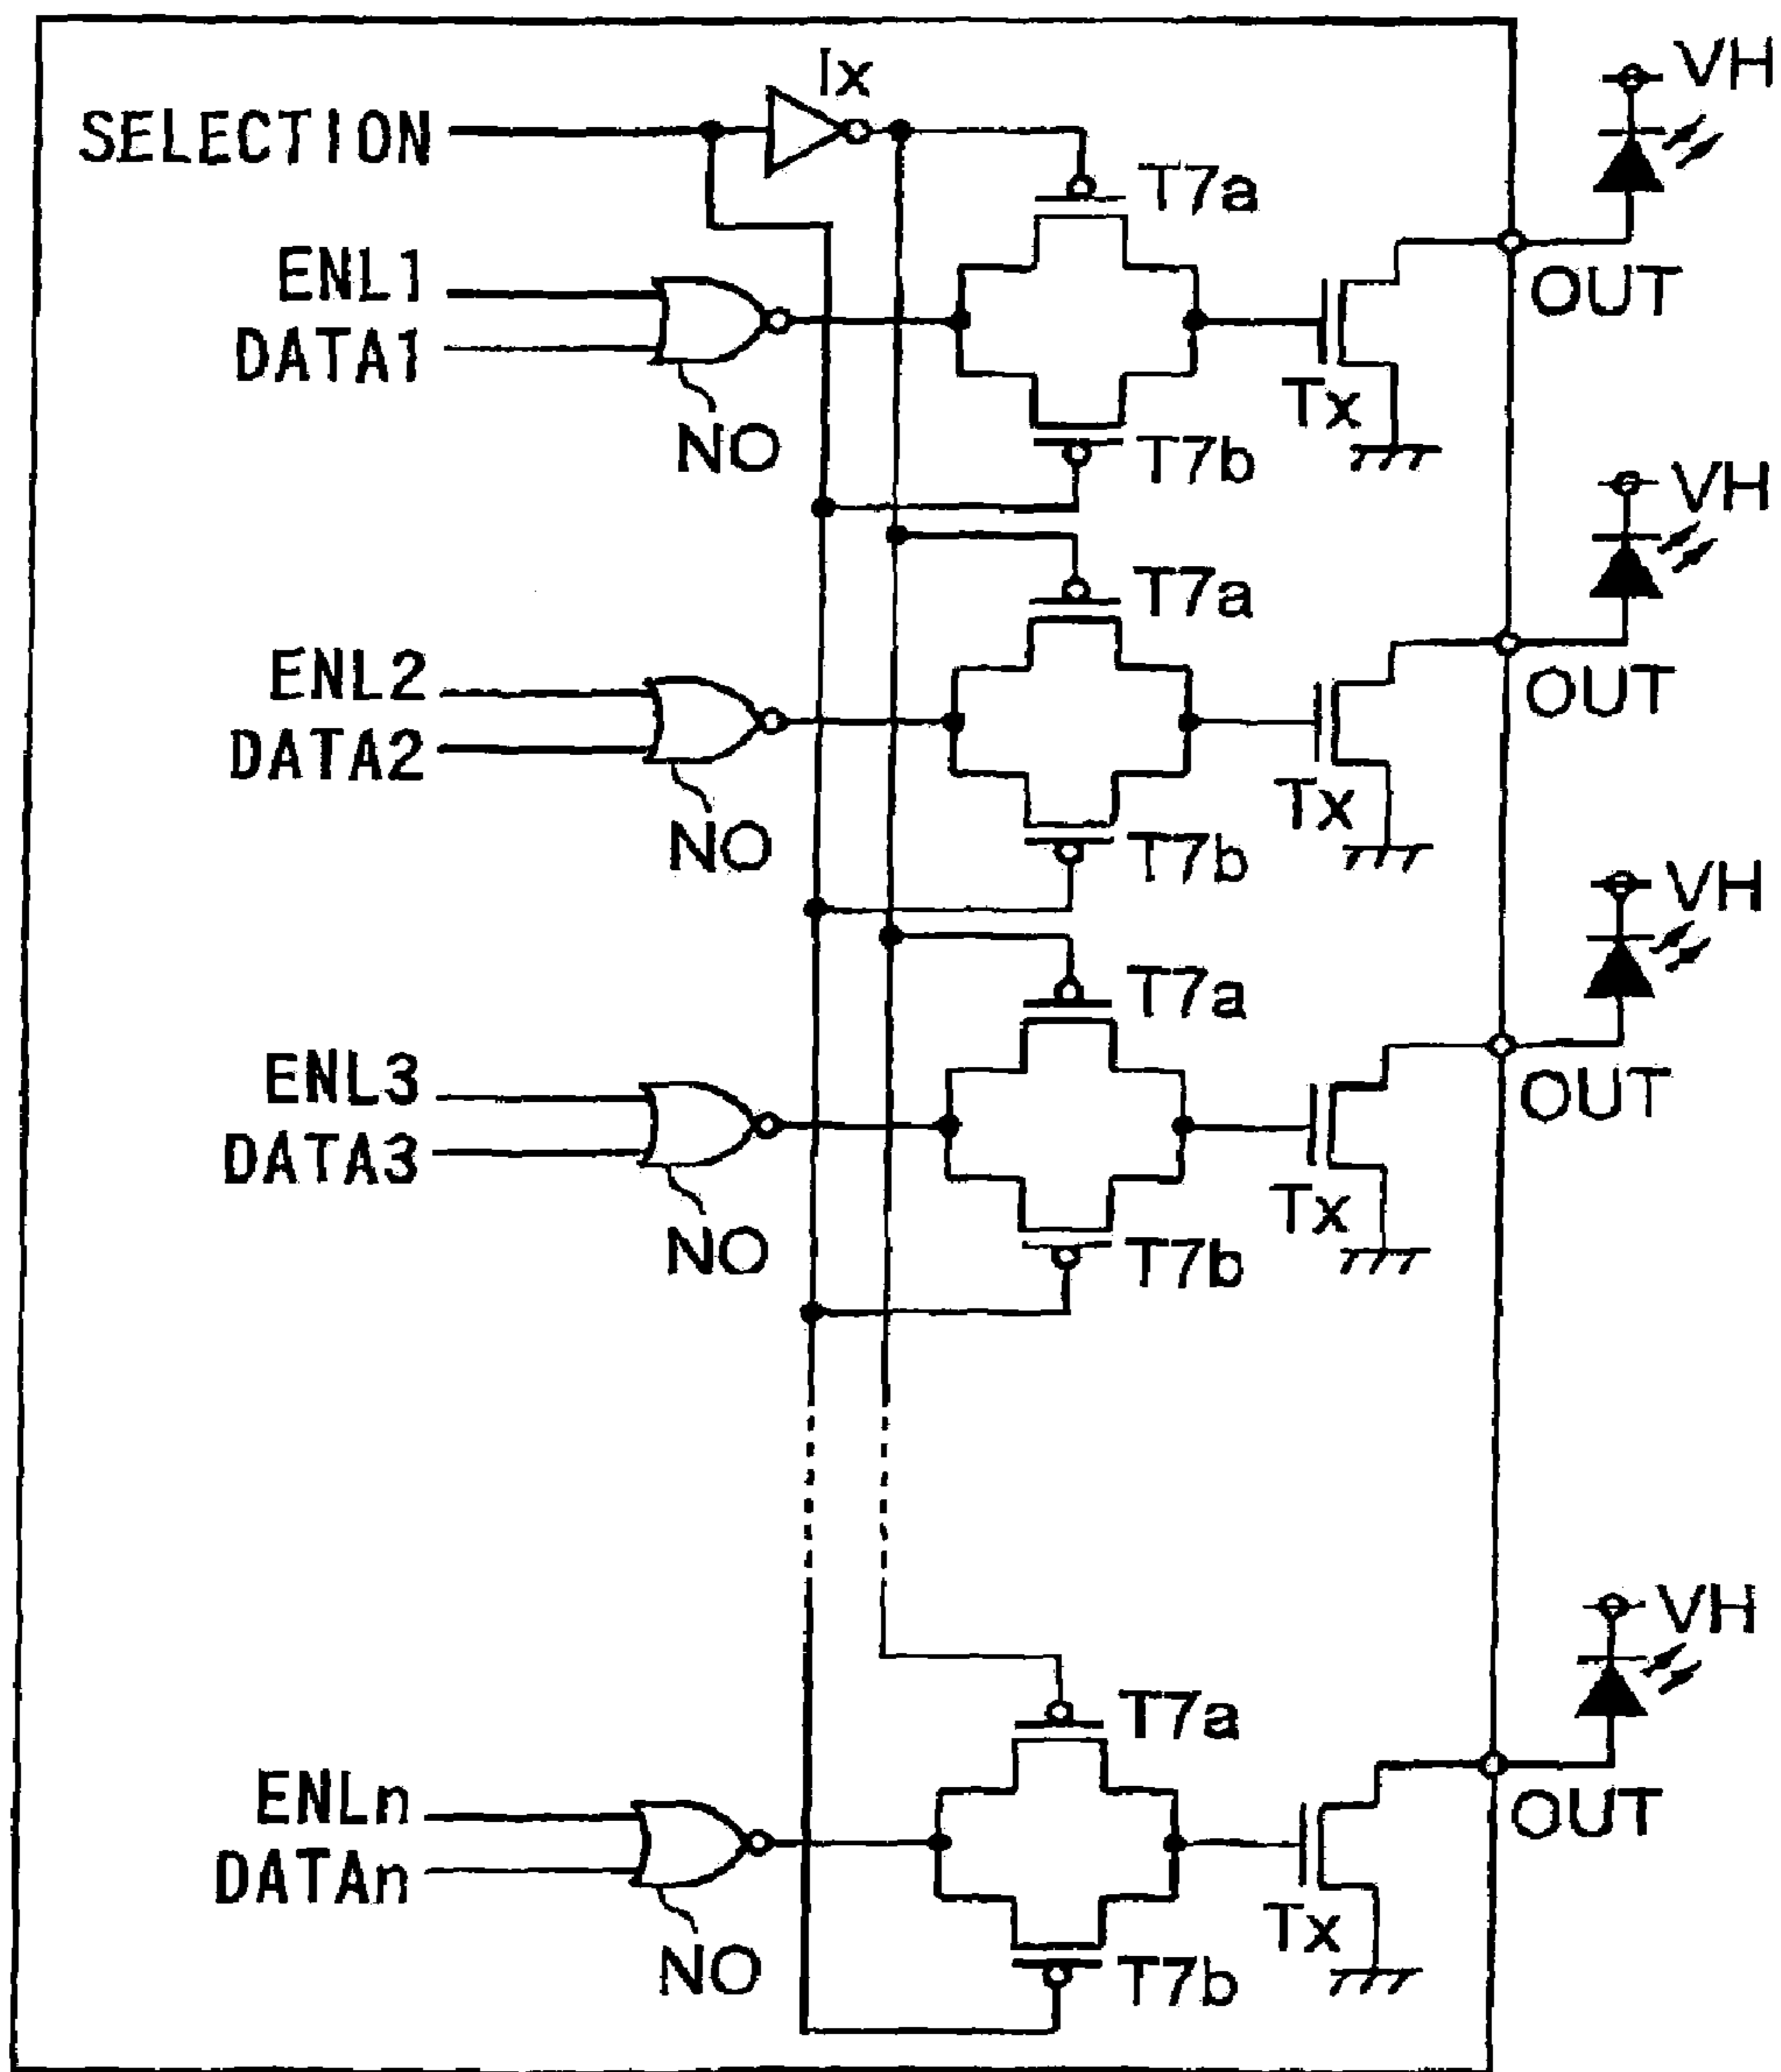 Ix
VH
SELECTION
T7a
ENL1
OUT
DATA1
Tx
NO
T7b
VH
T7a
ENL2
OUT
DATA2
Tx
NO
T7b
VH
T7a
ENL3
OUT
DATA3
Tx
NO
T7b
VH
T7a
ENLn
OUT
DATAn
Tx
NO
T7b